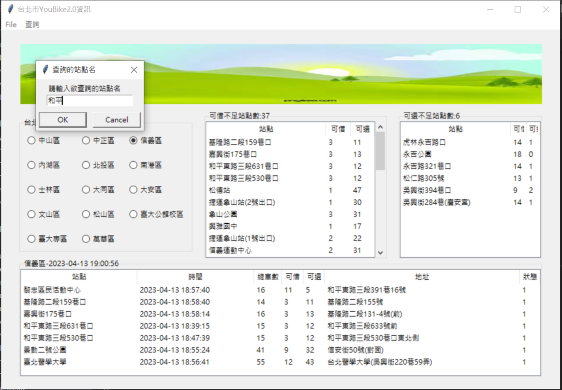 台北市YouBike2.0資訊
File 查詢
查詢的站點名
請輸入欲查詢的站點名
和平
OK Cancel
台北
中山區 中正區 信義區
內湖區 北投區 南港區
士林區 大同區 大安區
文山區 松山區 臺大公館校區
臺大專區 萬華區
可借不足站點數:37
站點 可借 可還
基隆路二段159巷口 3 11
嘉興街175巷口 3 13
和平東路三段631巷口 3 12
和平東路三段530巷口 3 12
松德站 1 47
捷運象山站(2號出口) 1 30
象山公園 3 31
興雅國中 1 17
捷運象山站(1號出口) 2 22
信義運動中心 2 31
可還不足站點數:6
站點
虎林永吉路口 14 1
永吉公園 18 0
永吉路321巷口 14 1
松仁路305號 13 1
吳興街394巷口 9 2
吳興街284巷(慶安宮) 14 1
信義區-2023-04-13 19:00:56
站點 時間 總車數 可借 可還 地址 狀態
黎忠區民活動中心 2023-04-13 18:57:40 16 11 5 和平東路三段391巷16號 1
基隆路二段159巷口 2023-04-13 18:58:40 14 3 11 基隆路二段155號 1
嘉興街175巷口 2023-04-13 18:58:14 16 3 13 基隆路二段131-4號(前) 1
和平東路三段631巷口 2023-04-13 18:39:15 15 3 12 和平東路三段633號前 1
和平東路三段530巷口 2023-04-13 18:47:39 15 3 12 和平東路三段530巷口東北側 1
景勤二號公園 2023-04-13 18:55:24 41 9 32 信安街50號(對面) 1
臺北醫學大學 2023-04-13 18:56:41 55 12 43 台北醫學大學(吳興街220巷59弄) 1